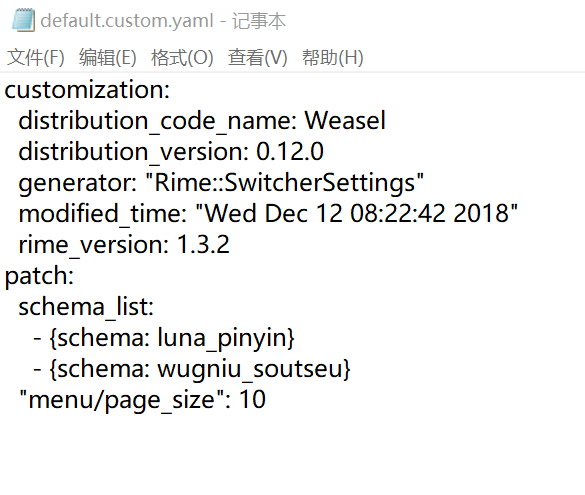 default.custom.yaml - 记事本
文件(F) 编辑(E) 格式(O) 查看(V) 帮助(H)
customization:
  distribution_code_name: Weasel
  distribution_version: 0.12.0
  generator: "Rime::SwitcherSettings"
  modified_time: "Wed Dec 12 08:22:42 2018"
  rime_version: 1.3.2
patch:
  schema_list:
    - {schema: luna_pinyin}
    - {schema: wugniu_soutseu}
  "menu/page_size": 10